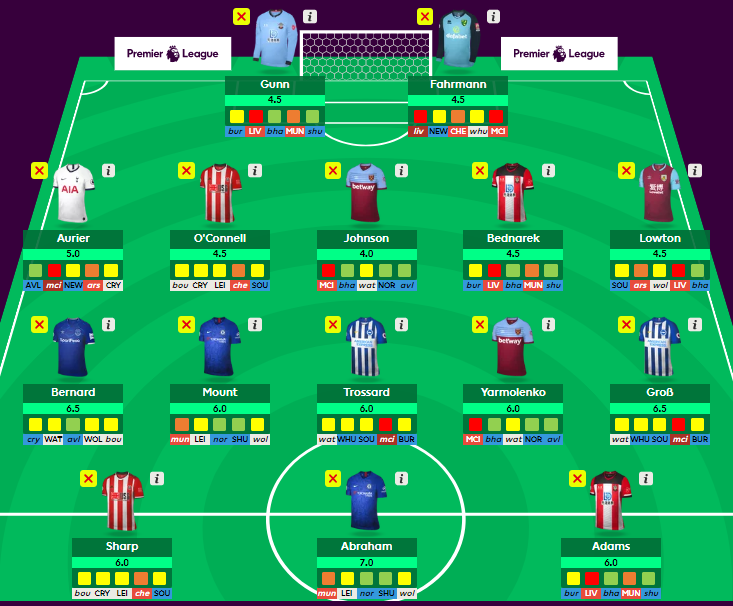 Premier League Premier League
Gunn Fahrmann
4.5 4.5
bur LIV bha MUN shu liv NEW CHE whu MCI
AIA betway
Aurier O'Connell Johnson Bednarek Lowton
5.0 4.5 4.0 4.5 4.5
AVL mci NEW ars CRY bou CRY LEI che SOU MCI bha wat NOR avl bur LIV bha MUN shu SOU ars wol LIV bha
betway
Bernard Mount Trossard Yarmolenko Groß
6.5 6.0 6.0 6.0 6.5
cry WAT avl WOL bou mun LEI nor SHU wol wat WHU SOU mci BUR MCI bha wat NOR avl wat WHU SOU mci BUR
Sharp Abraham Adams
6.0 7.0 6.0
bou CRY LEI che SOU mun LEI nor SHU wol bur LIV bha MUN shu